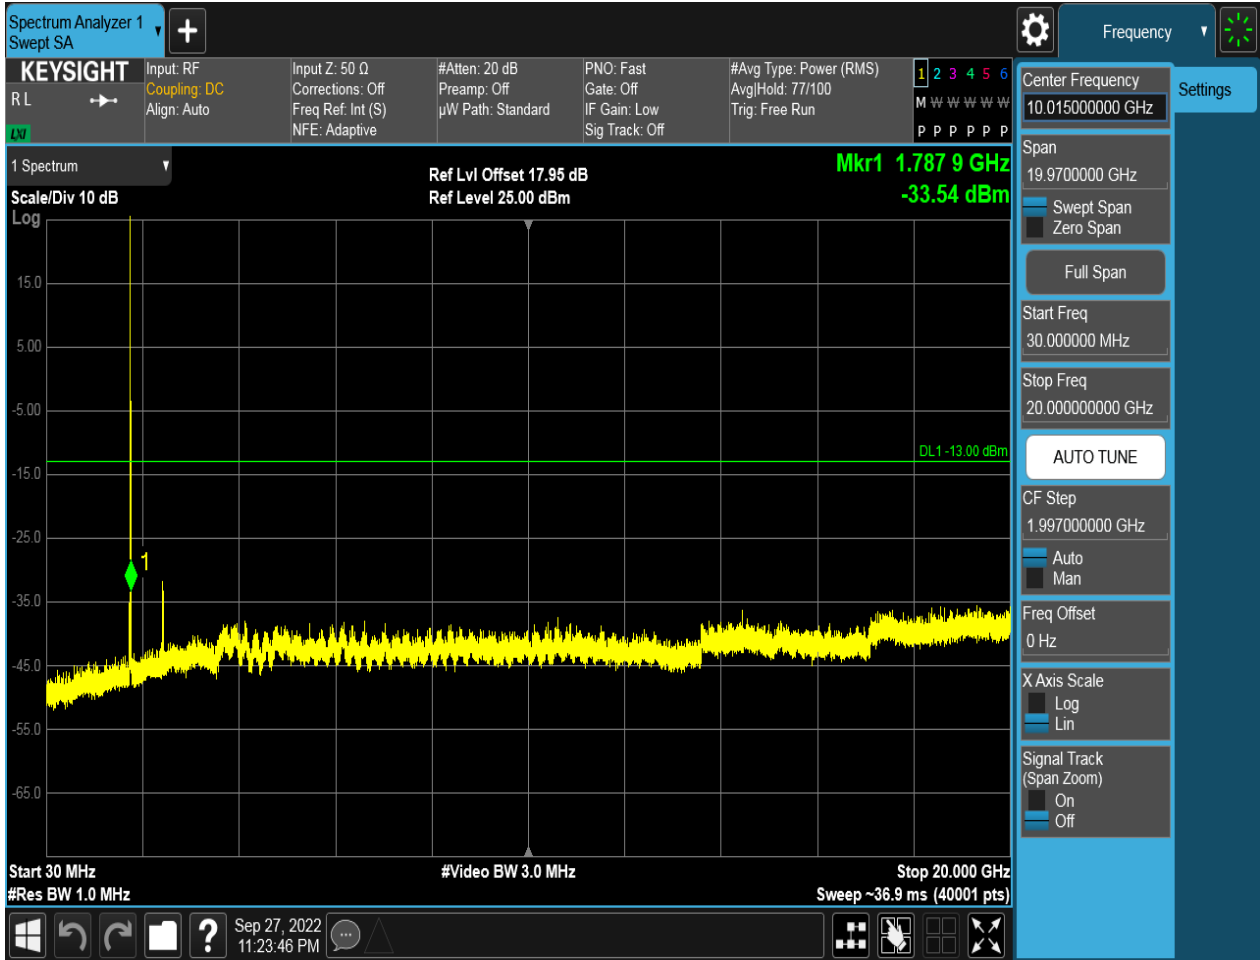 Spectrum Analyzer 1
Swept SA
+
Frequency
KEYSIGHT
R L
LXI
Input: RF
Coupling: DC
Align: Auto
Input Z: 50 Ω
Corrections: Off
Freq Ref: Int (S)
NFE: Adaptive
#Atten: 20 dB
Preamp: Off
µW Path: Standard
PNO: Fast
Gate: Off
IF Gain: Low
Sig Track: Off
#Avg Type: Power (RMS)
Avg|Hold: 77/100
Trig: Free Run
1 2 3 4 5 6
M W W W W W
P P P P P P
1 Spectrum
Scale/Div 10 dB
Log
Ref Lvl Offset 17.95 dB
Ref Level 25.00 dBm
Mkr1 1.787 9 GHz
-33.54 dBm
15.0
5.00
-5.00
DL1 -13.00 dBm
-15.0
-25.0
1
-35.0
-45.0
-55.0
-65.0
Start 30 MHz
#Res BW 1.0 MHz
#Video BW 3.0 MHz
Stop 20.000 GHz
Sweep ~36.9 ms (40001 pts)
Center Frequency
10.015000000 GHz
Settings
Span
19.9700000 GHz
Swept Span
Zero Span
Full Span
Start Freq
30.000000 MHz
Stop Freq
20.000000000 GHz
AUTO TUNE
CF Step
1.997000000 GHz
Auto
Man
Freq Offset
0 Hz
X Axis Scale
Log
Lin
Signal Track
(Span Zoom)
On
Off
?
Sep 27, 2022
11:23:46 PM